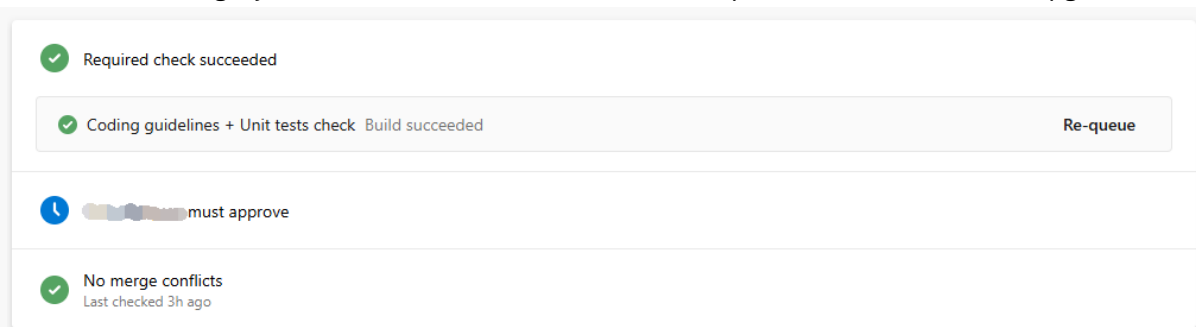 Required check succeeded
Coding guidelines + Unit tests check Build succeeded Re-queue
must approve
No merge conflicts
Last checked 3h ago